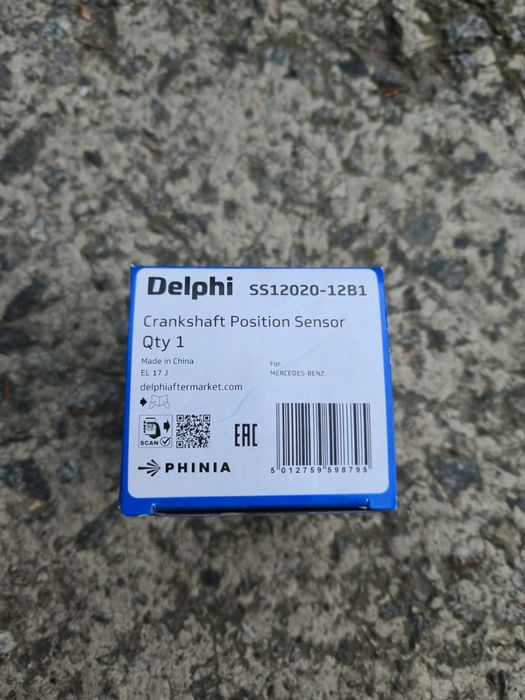 Delphi SS12020-12B1
Crankshaft Position Sensor
Qty 1
Made in China
EL 17 J
For:
MERCEDES-BENZ
delphiaftermarket.com
SCAN
EAC
PHINIA
5 012759 598795